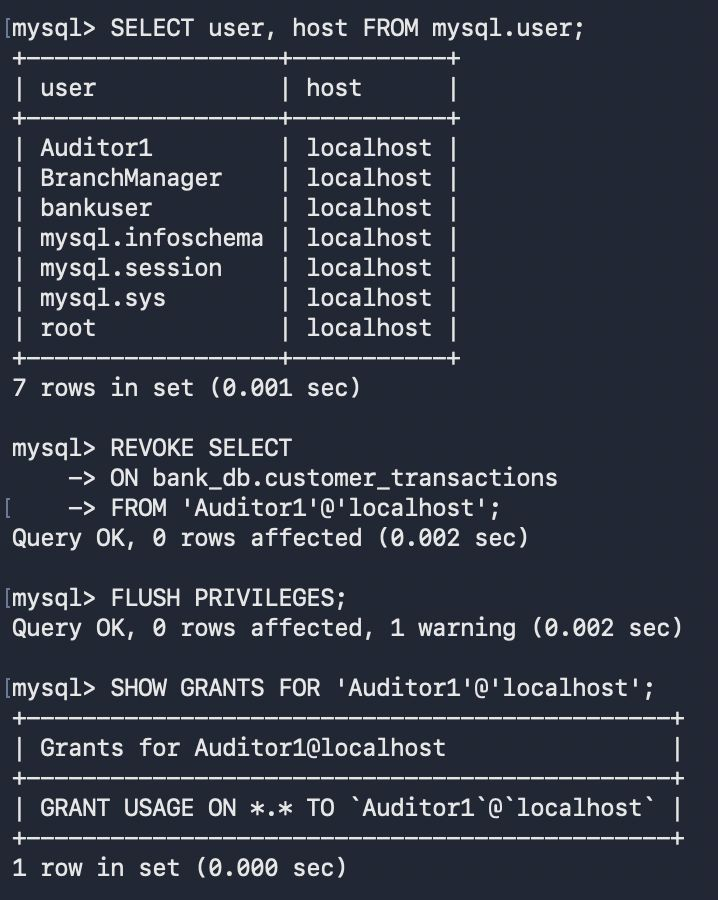 [mysql> SELECT user, host FROM mysql.user;
+-------------------+------------+
| user              | host       |
+-------------------+------------+
| Auditor1          | localhost |
| BranchManager     | localhost |
| bankuser          | localhost |
| mysql.infoschema | localhost |
| mysql.session     | localhost |
| mysql.sys         | localhost |
| root              | localhost |
+-------------------+------------+
7 rows in set (0.001 sec)

mysql> REVOKE SELECT
    -> ON bank_db.customer_transactions
[    -> FROM 'Auditor1'@'localhost';
Query OK, 0 rows affected (0.002 sec)

[mysql> FLUSH PRIVILEGES;
Query OK, 0 rows affected, 1 warning (0.002 sec)

[mysql> SHOW GRANTS FOR 'Auditor1'@'localhost';
+-----------------------------------------------+
| Grants for Auditor1@localhost                 |
+-----------------------------------------------+
| GRANT USAGE ON *.* TO `Auditor1`@`localhost` |
+-----------------------------------------------+
1 row in set (0.000 sec)